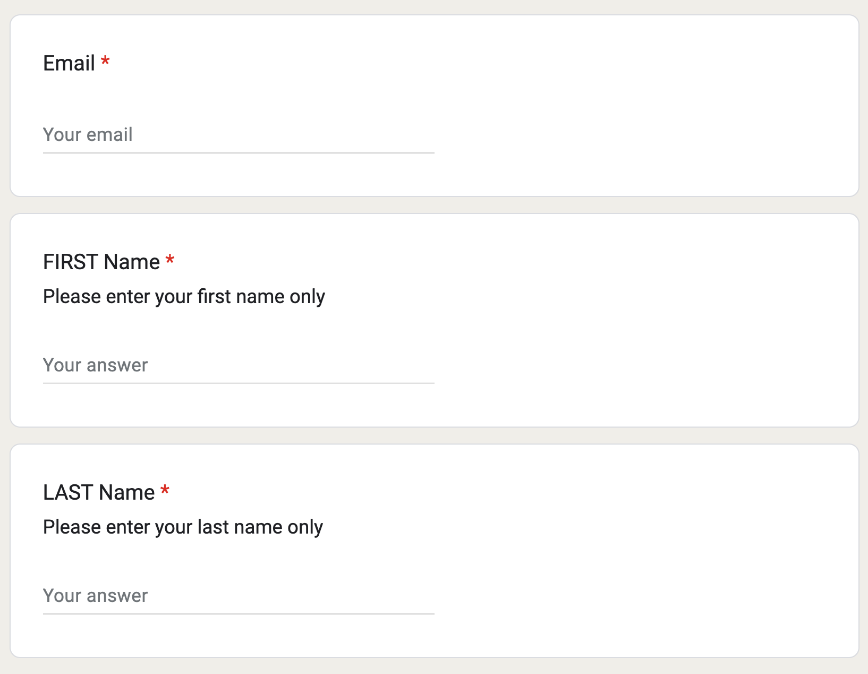 Email *
Your email
FIRST Name *
Please enter your first name only
Your answer
LAST Name *
Please enter your last name only
Your answer